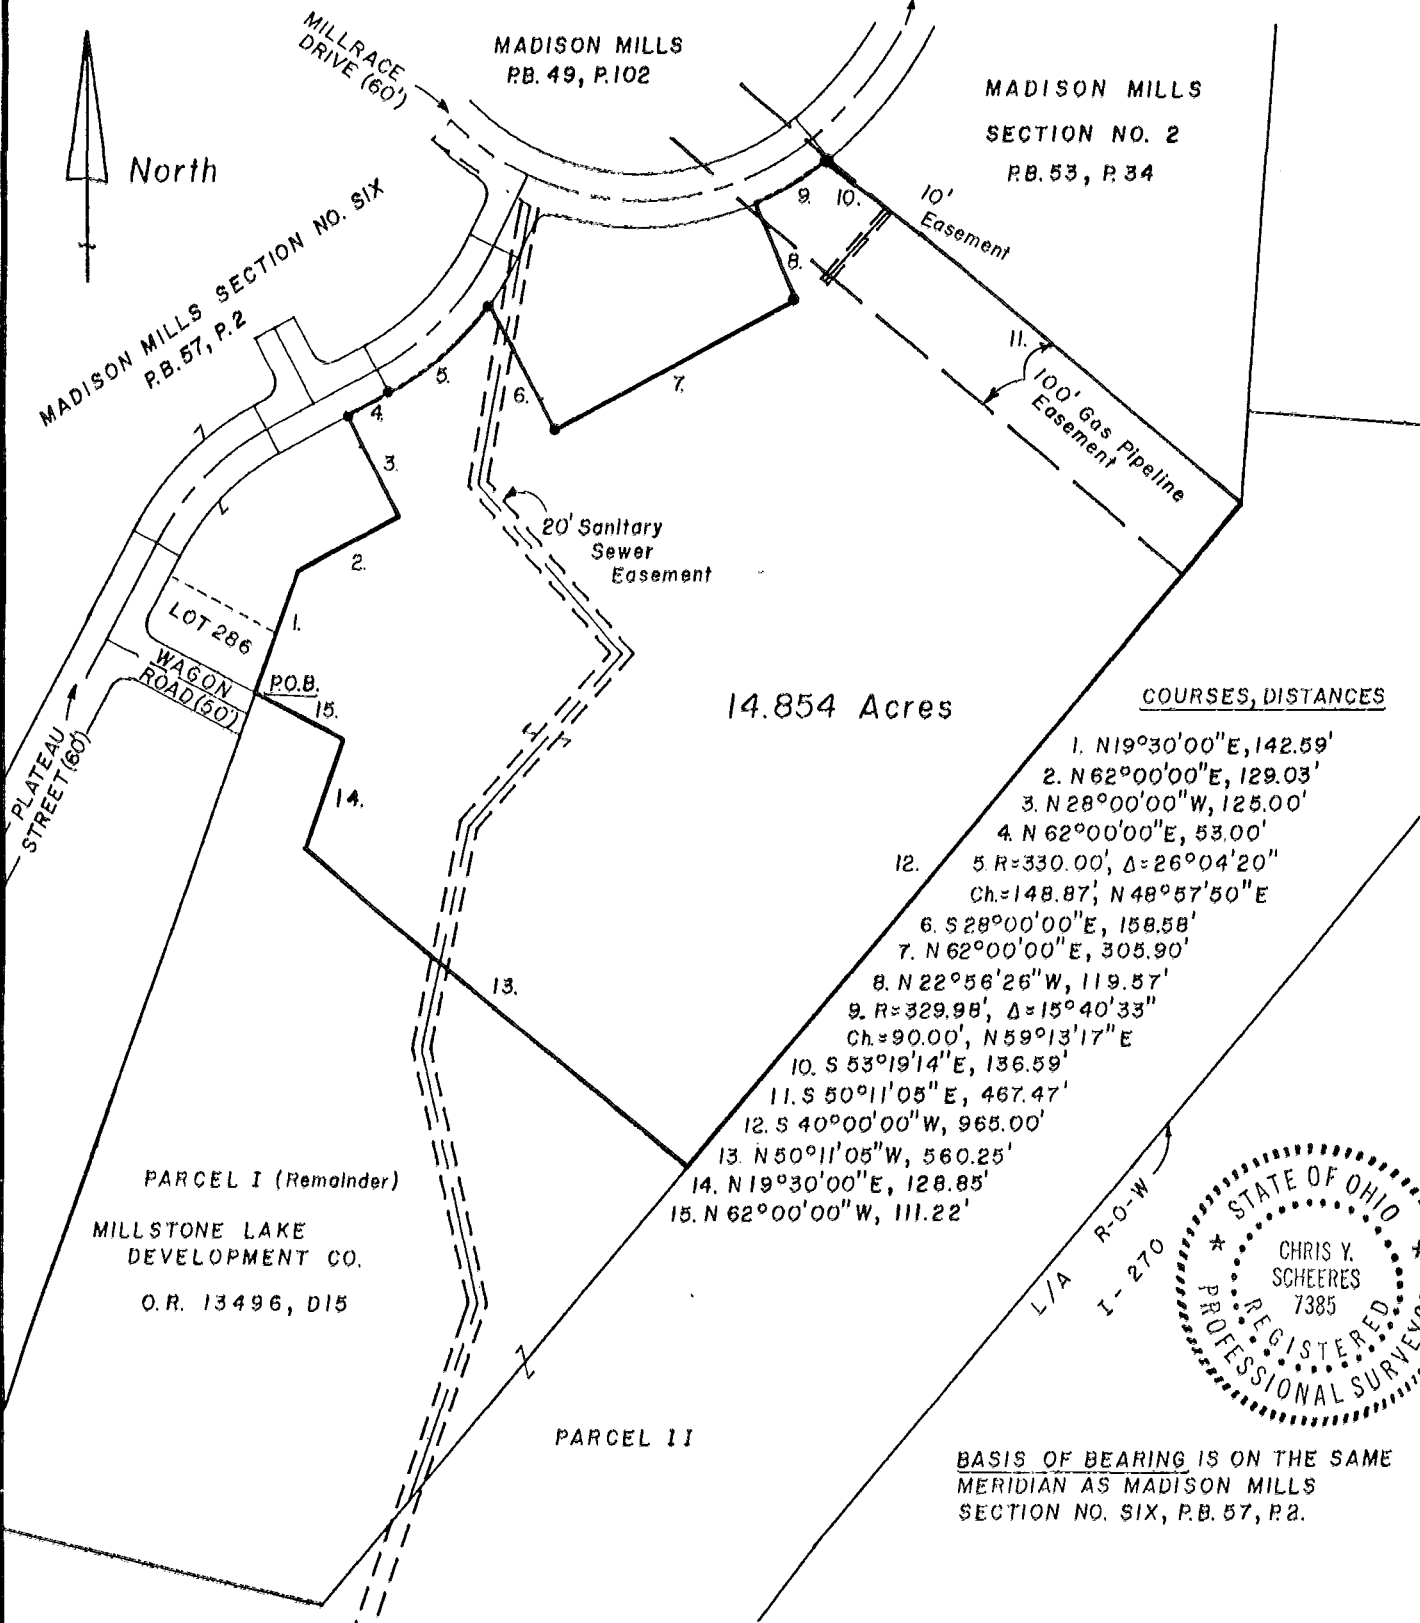 MILLRACE
DRIVE (60')
MADISON MILLS
P.B. 49, P.102
MADISON MILLS
SECTION NO. 2
P.B. 53, P. 34
North
MADISON MILLS SECTION NO. SIX
P.B. 57, P. 2
9.
10.
10'
Easement
8.
11.
100' Gas Pipeline
Easement
5.
6.
7.
4.
3.
20' Sanitary
Sewer
Easement
2.
1.
LOT 286
WAGON
ROAD (50')
P.O.B.
15.
PLATEAU
STREET (60')
14.
14.854 Acres
12.
13.
COURSES, DISTANCES
1. N19°30'00"E, 142.59'
2. N 62°00'00"E, 129.03'
3. N 28°00'00"W, 125.00'
4. N 62°00'00"E, 53.00'
5. R=330.00', Δ=26°04'20"
Ch.=148.87', N 48°57'50"E
6. S 28°00'00"E, 158.58'
7. N 62°00'00"E, 305.90'
8. N 22°56'26"W, 119.57'
9. R=329.98', Δ=15°40'33"
Ch.=90.00', N 59°13'17"E
10. S 53°19'14"E, 136.59'
11. S 50°11'05"E, 467.47'
12. S 40°00'00"W, 965.00'
13. N 50°11'05"W, 560.25'
14. N 19°30'00"E, 128.85'
15. N 62°00'00"W, 111.22'
PARCEL I (Remainder)
MILLSTONE LAKE
DEVELOPMENT CO.
O.R. 13496, D15
PARCEL II
L/A R-O-W
I-270
STATE OF OHIO
CHRIS Y.
SCHEERES
7385
REGISTERED
PROFESSIONAL SURVEYO
BASIS OF BEARING IS ON THE SAME
MERIDIAN AS MADISON MILLS
SECTION NO. SIX, P.B. 57, P. 2.